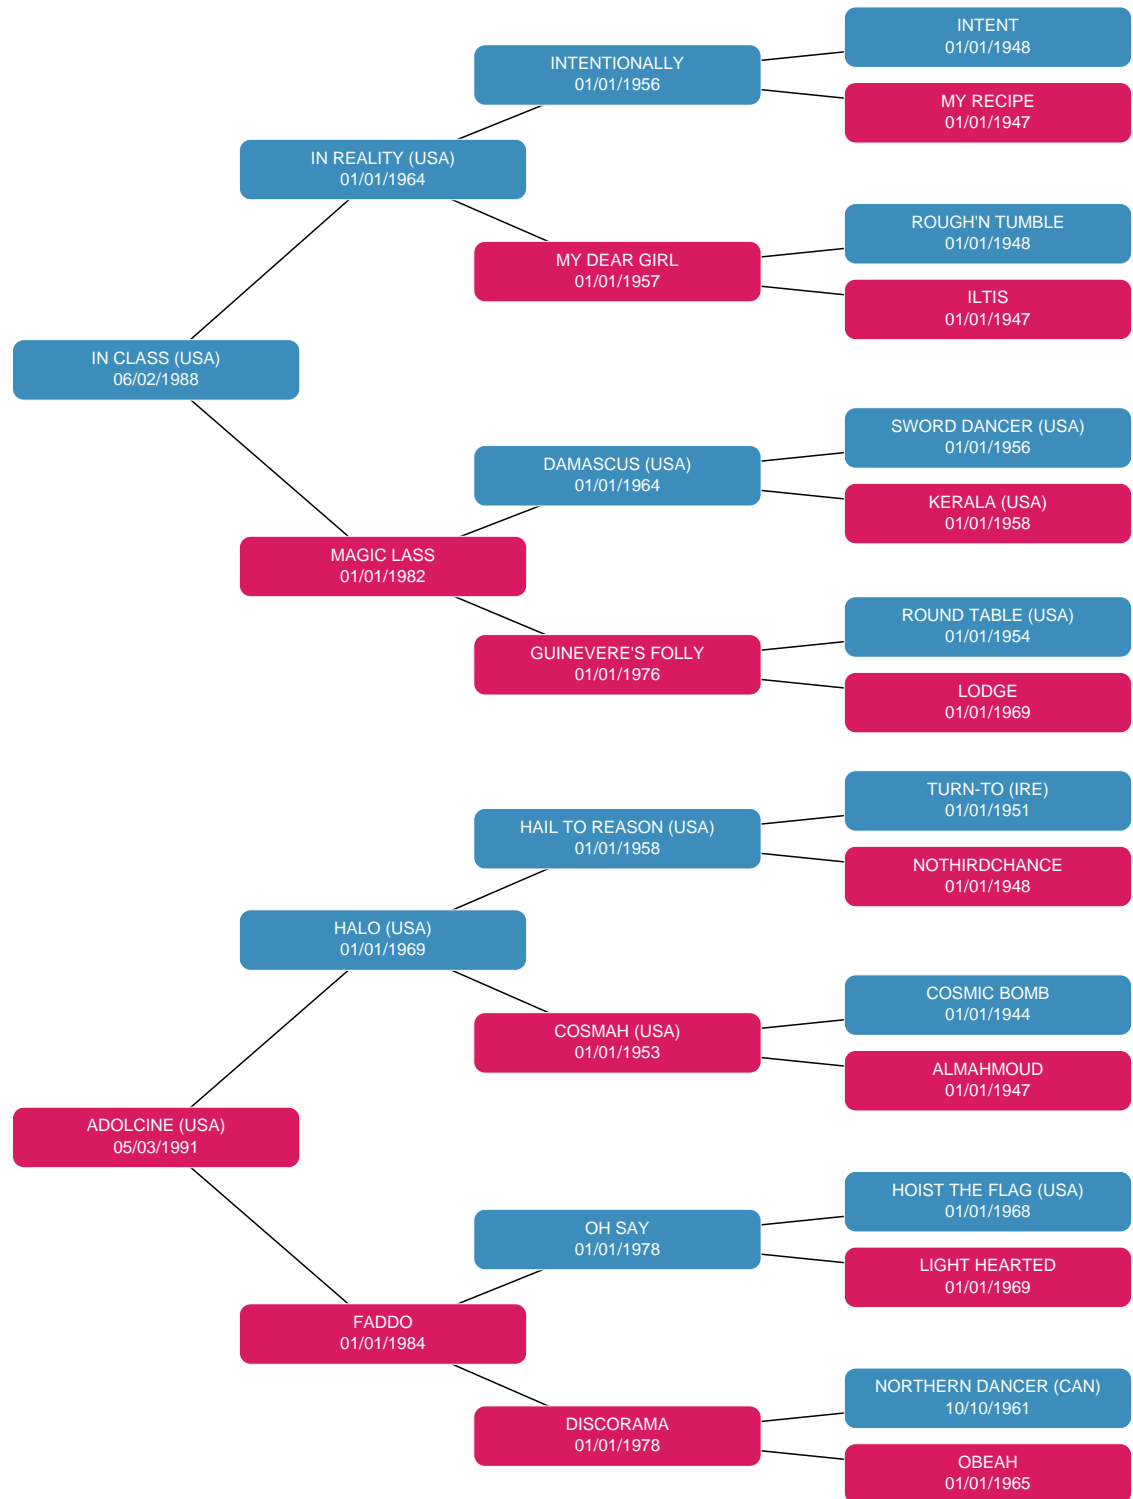 INTENT
01/01/1948
INTENTIONALLY
01/01/1956
MY RECIPE
01/01/1947
IN REALITY (USA)
01/01/1964
ROUGH'N TUMBLE
01/01/1948
MY DEAR GIRL
01/01/1957
ILTIS
01/01/1947
IN CLASS (USA)
06/02/1988
SWORD DANCER (USA)
01/01/1956
DAMASCUS (USA)
01/01/1964
KERALA (USA)
01/01/1958
MAGIC LASS
01/01/1982
ROUND TABLE (USA)
01/01/1954
GUINEVERE'S FOLLY
01/01/1976
LODGE
01/01/1969
TURN-TO (IRE)
01/01/1951
HAIL TO REASON (USA)
01/01/1958
NOTHIRDCHANCE
01/01/1948
HALO (USA)
01/01/1969
COSMIC BOMB
01/01/1944
COSMAH (USA)
01/01/1953
ALMAHMOUD
01/01/1947
ADOLCINE (USA)
05/03/1991
HOIST THE FLAG (USA)
01/01/1968
OH SAY
01/01/1978
LIGHT HEARTED
01/01/1969
FADDO
01/01/1984
NORTHERN DANCER (CAN)
10/10/1961
DISCORAMA
01/01/1978
OBEAH
01/01/1965